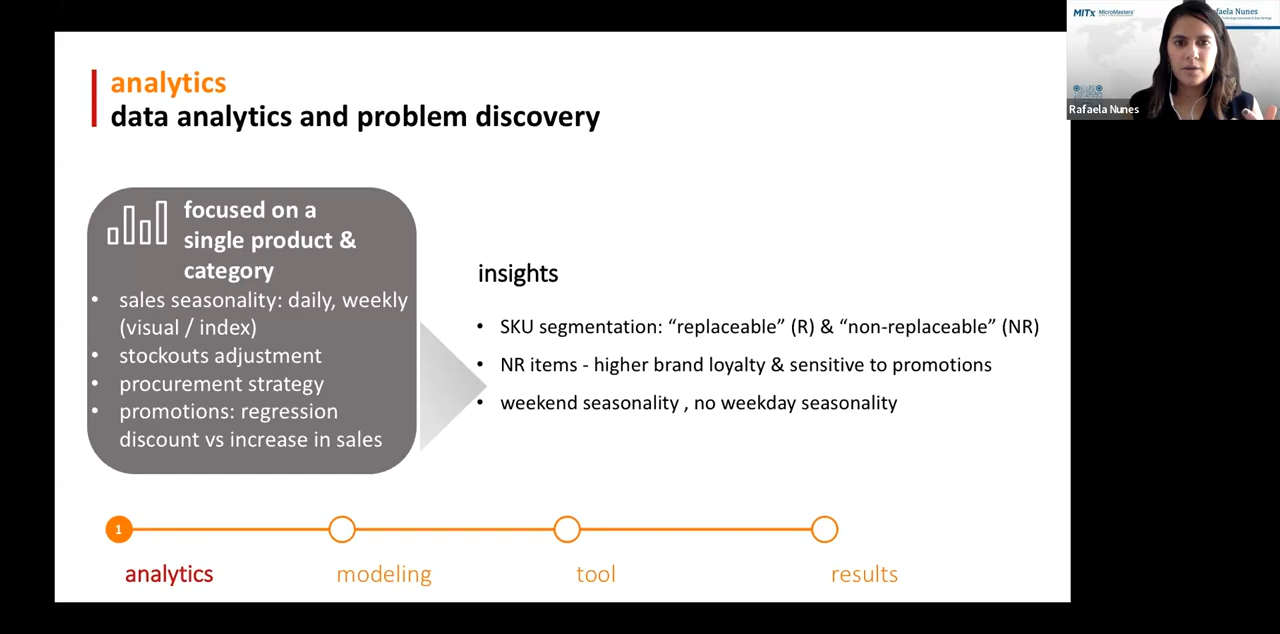 analytics
data analytics and problem discovery
focused on a
single product &
category
• sales seasonality: daily, weekly
(visual / index)
• stockouts adjustment
• procurement strategy
• promotions: regression
discount vs increase in sales
insights
• SKU segmentation: “replaceable” (R) & “non-replaceable” (NR)
• NR items - higher brand loyalty & sensitive to promotions
• weekend seasonality , no weekday seasonality
1
analytics
modeling
tool
results
MITx MicroMasters
faela Nunes
Rafaela Nunes